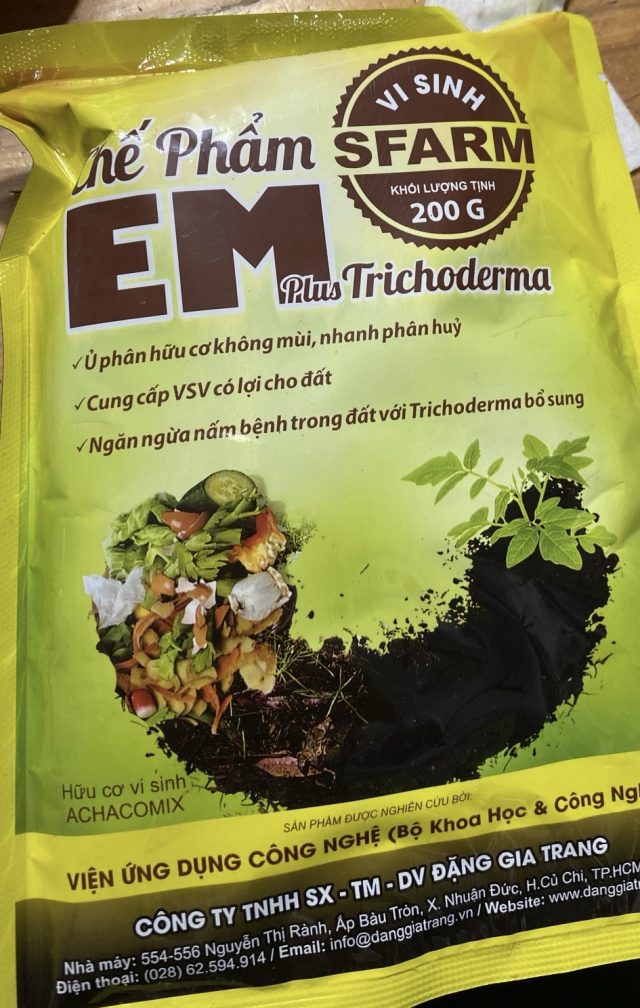 Chế Phẩm
VI SINH
SFARM
KHỐI LƯỢNG TỊNH
200 G
EM
Plus Trichoderma
✓Ủ phân hữu cơ không mùi, nhanh phân huỷ
✓Cung cấp VSV có lợi cho đất
✓Ngăn ngừa nấm bệnh trong đất với Trichoderma bổ sung
Hữu cơ vi sinh
ACHACOMIX
SẢN PHẨM ĐƯỢC NGHIÊN CỨU BỞI:
VIỆN ỨNG DỤNG CÔNG NGHỆ (Bộ Khoa Học & Công Ngh
CÔNG TY TNHH SX - TM - DV ĐẶNG GIA TRANG
Nhà máy: 554-556 Nguyễn Thị Rành, Ấp Bàu Tròn, X. Nhuận Đức, H.Củ Chi, TP.HCM
Điện thoại: (028) 62.594.914 / Email: info@danggiatrang.vn / Website: www.danggiat